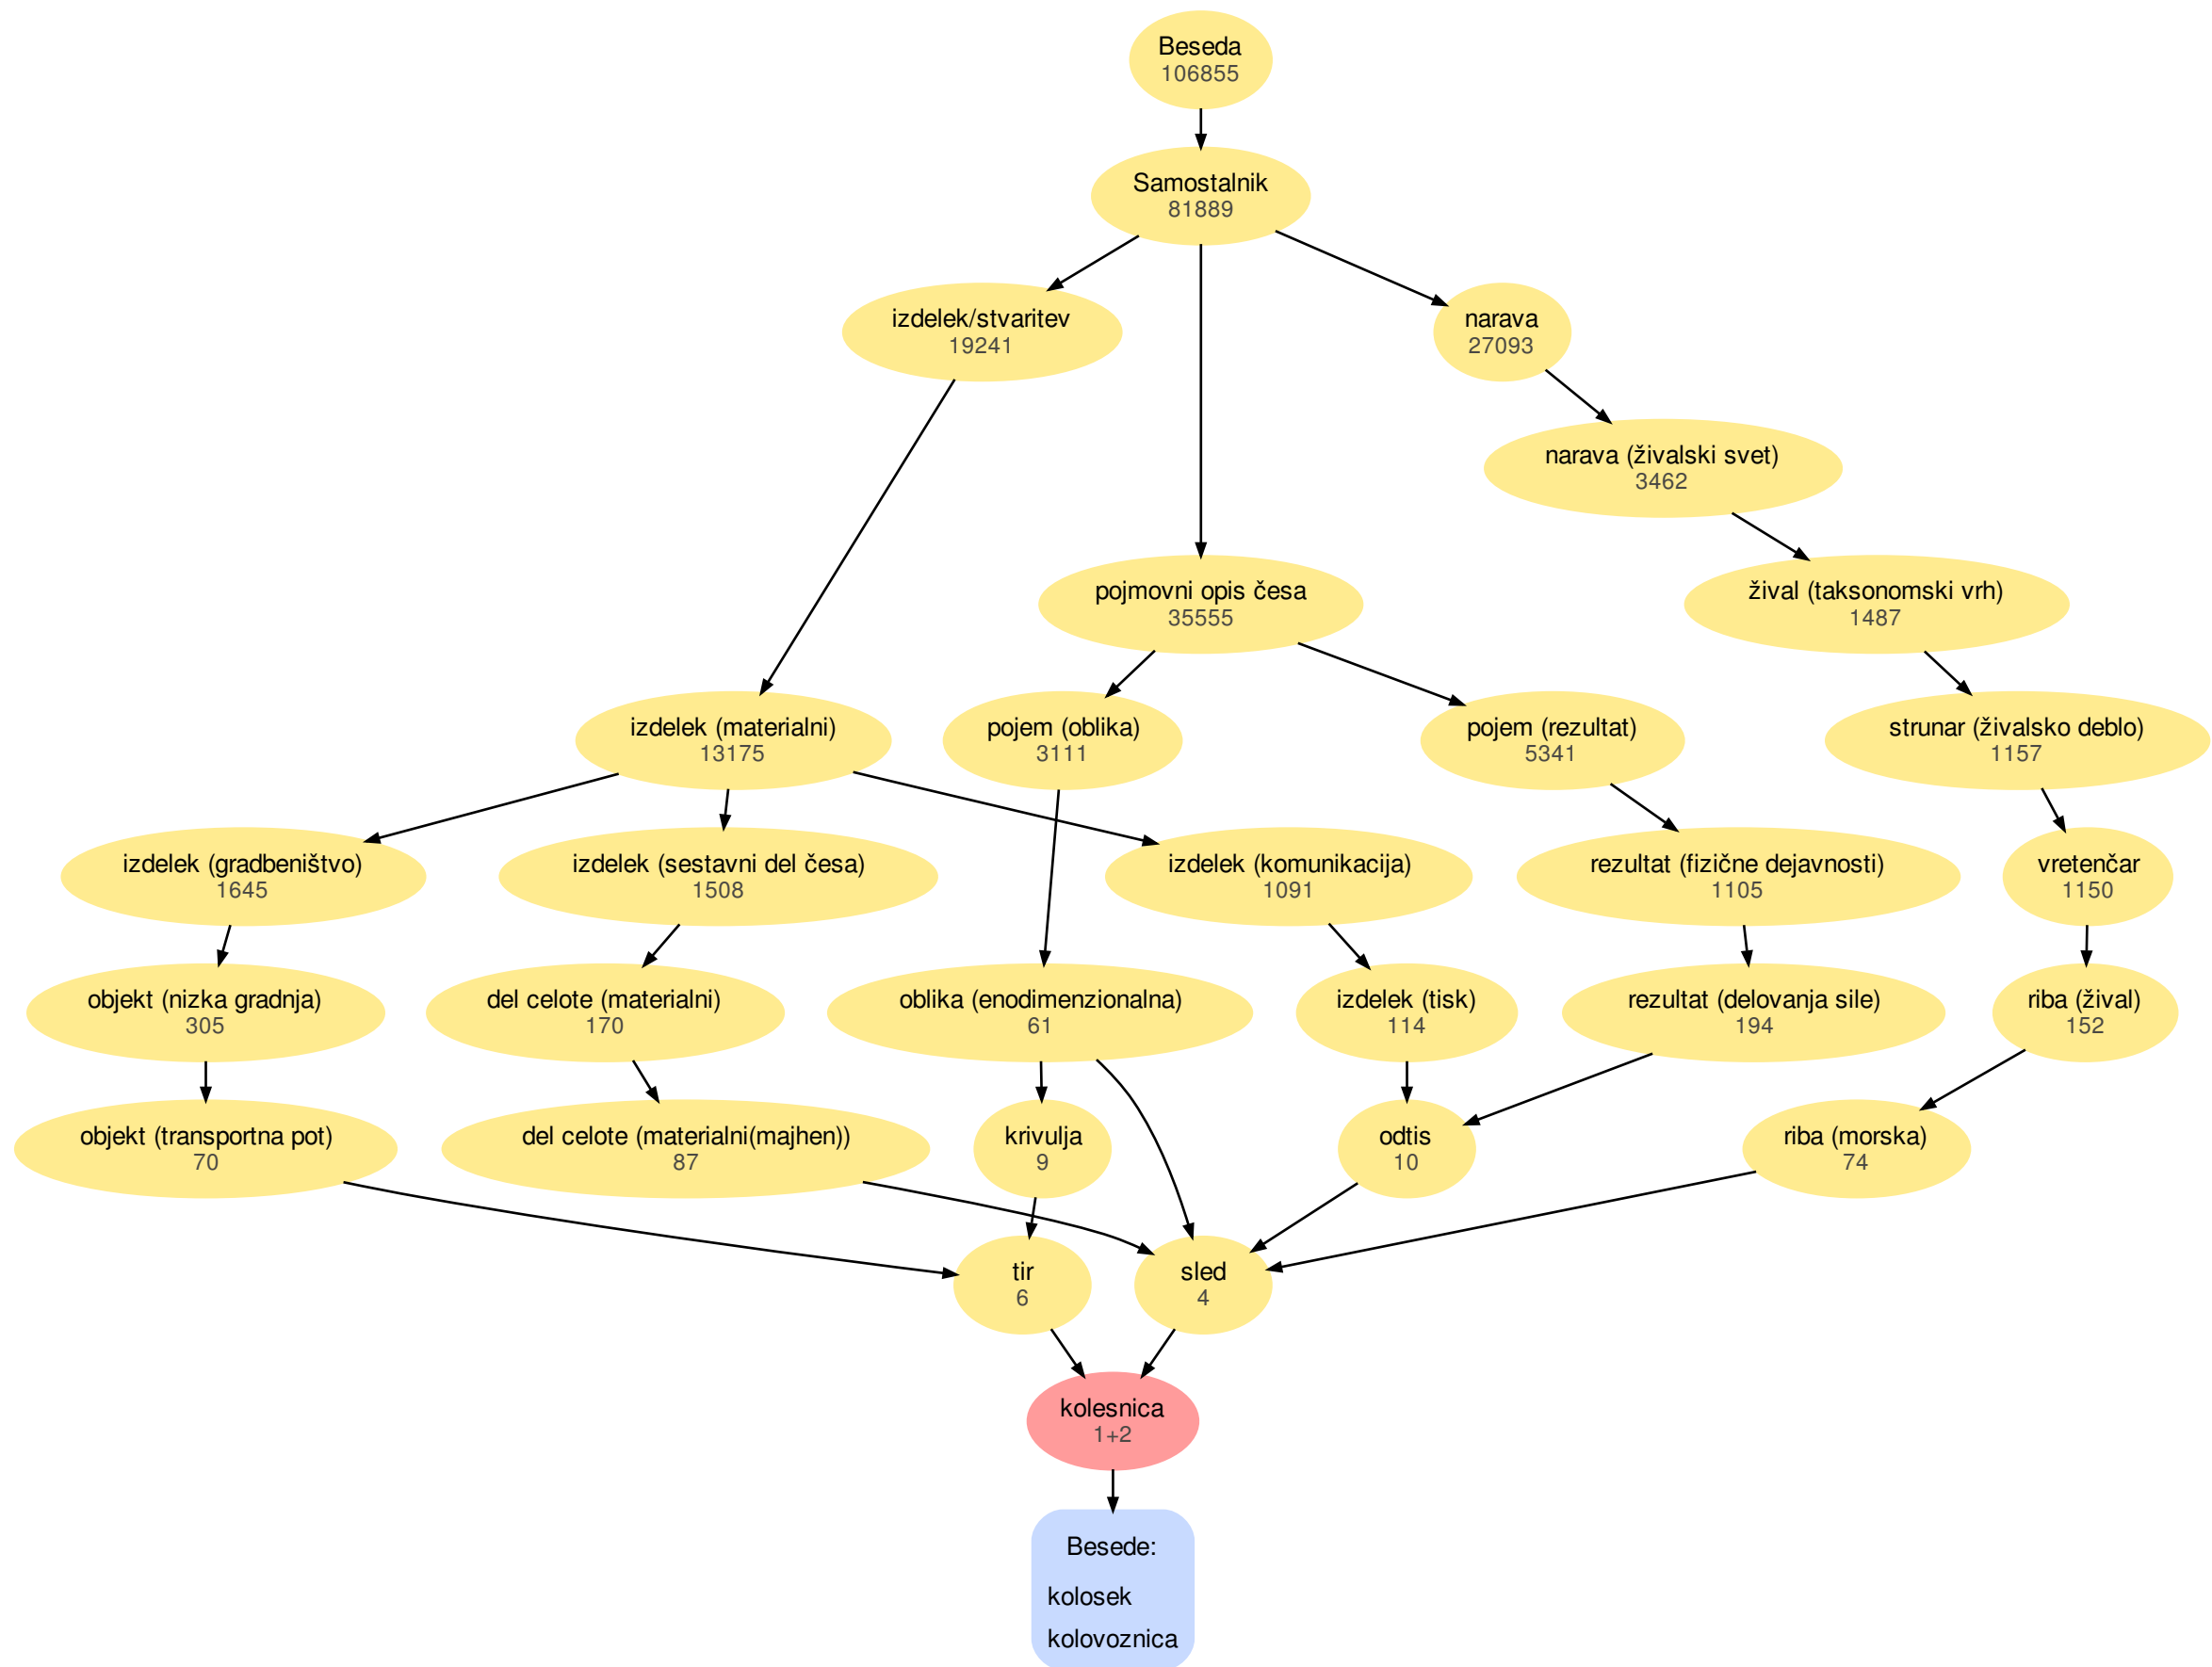 Beseda
106855
Samostalnik
81889
izdelek/stvaritev
19241
narava
27093
narava (živalski svet)
3462
pojmovni opis česa
35555
žival (taksonomski vrh)
1487
izdelek (materialni)
13175
pojem (oblika)
3111
pojem (rezultat)
5341
strunar (živalsko deblo)
1157
izdelek (gradbeništvo)
1645
izdelek (sestavni del česa)
1508
izdelek (komunikacija)
1091
rezultat (fizične dejavnosti)
1105
vretenčar
1150
objekt (nizka gradnja)
305
del celote (materialni)
170
oblika (enodimenzionalna)
61
izdelek (tisk)
114
rezultat (delovanja sile)
194
riba (žival)
152
objekt (transportna pot)
70
del celote (materialni(majhen))
87
krivulja
9
odtis
10
riba (morska)
74
tir
6
sled
4
kolesnica
1+2
Besede:
kolosek
kolovoznica